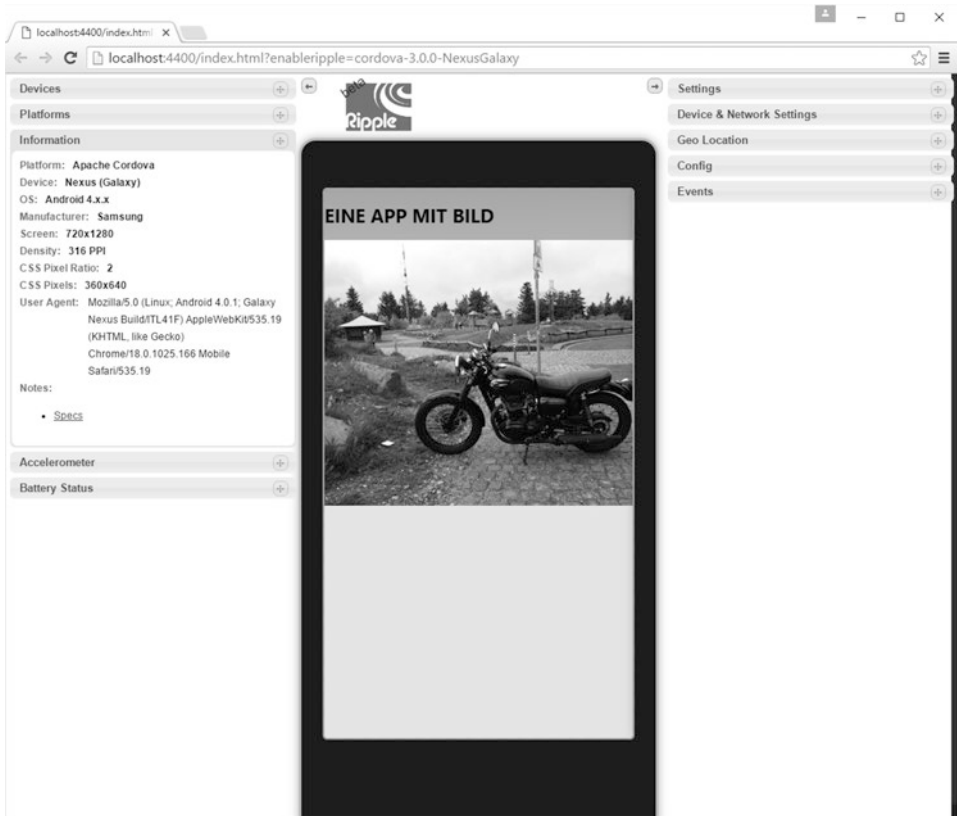 localhost:4400/index.html
localhost:4400/index.html?enableripple=cordova-3.0.0-NexusGalaxy
Devices
Platforms
Information
Platform: Apache Cordova
Device: Nexus (Galaxy)
OS: Android 4.x.x
Manufacturer: Samsung
Screen: 720x1280
Density: 316 PPI
CSS Pixel Ratio: 2
CSS Pixels: 360x640
User Agent: Mozilla/5.0 (Linux; Android 4.0.1; Galaxy
Nexus Build/ITL41F) AppleWebKit/535.19
(KHTML, like Gecko)
Chrome/18.0.1025.166 Mobile
Safari/535.19
Notes:
Specs
Accelerometer
Battery Status
beta
Ripple
EINE APP MIT BILD
Settings
Device & Network Settings
Geo Location
Config
Events